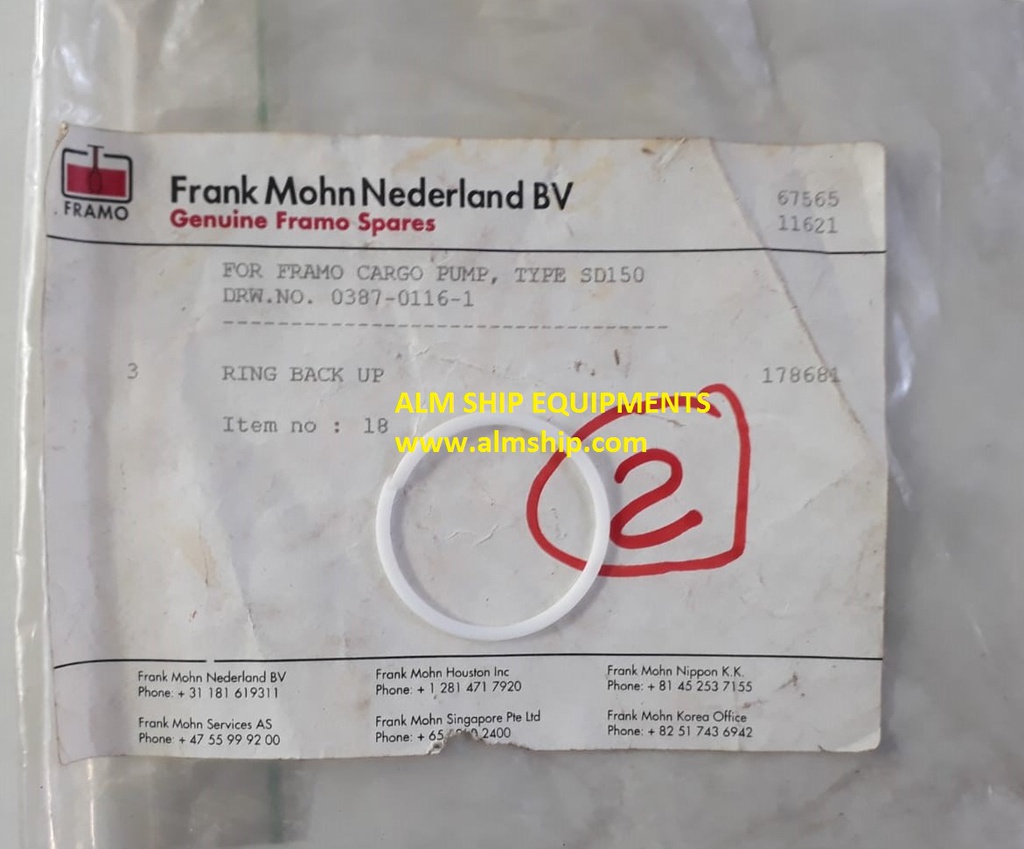 FRAMO
Frank Mohn Nederland BV
Genuine Framo Spares
67565
11621
FOR FRAMO CARGO PUMP, TYPE SD150
DRW.NO. 0387-0116-1
--------------------------------
3 RING BACK UP 178681
ALM SHIP EQUIPMENTS
Item no : 18
www.almship.com
2
Frank Mohn Nederland BV
Phone: + 31 181 619311
Frank Mohn Houston Inc
Phone: + 1 281 471 7920
Frank Mohn Nippon K.K.
Phone: + 81 45 253 7155
Frank Mohn Services AS
Phone: + 47 55 99 92 00
Frank Mohn Singapore Pte Ltd
Phone: + 65 2400
Frank Mohn Korea Office
Phone: + 82 51 743 6942